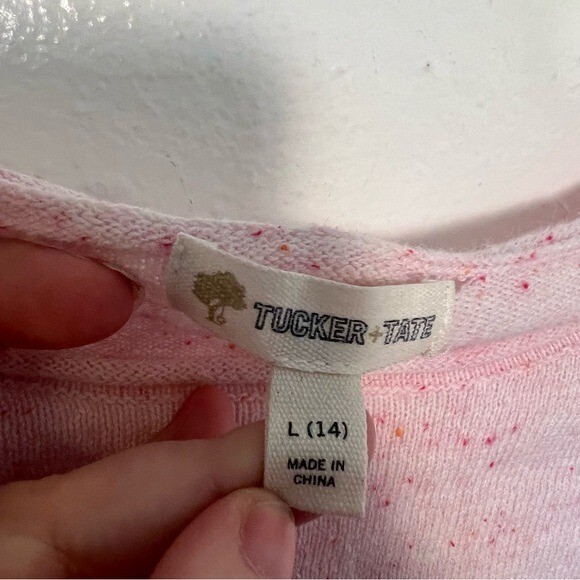 TUCKER+TATE
L (14)
MADE IN
CHINA